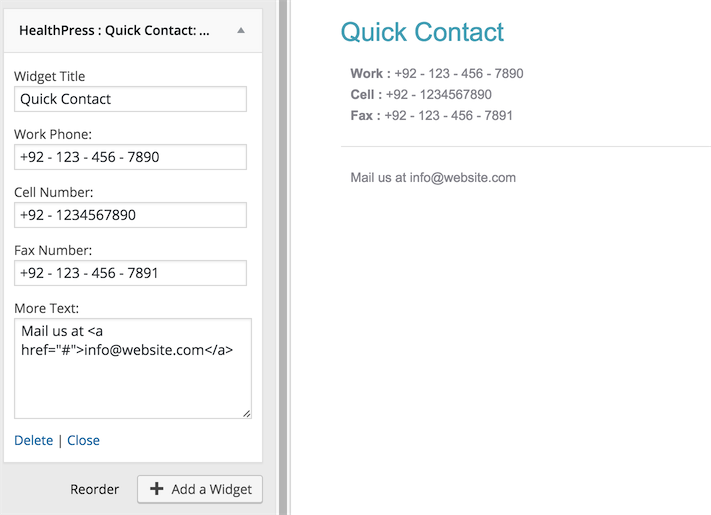 HealthPress : Quick Contact: ...
Widget Title
Quick Contact
Work Phone:
+92 - 123 - 456 - 7890
Cell Number:
+92 - 1234567890
Fax Number:
+92 - 123 - 456 - 7891
More Text:
Mail us at <a
href="#">info@website.com</a>
Delete | Close
Reorder
Add a Widget
Quick Contact
Work : +92 - 123 - 456 - 7890
Cell : +92 - 1234567890
Fax : +92 - 123 - 456 - 7891
Mail us at info@website.com